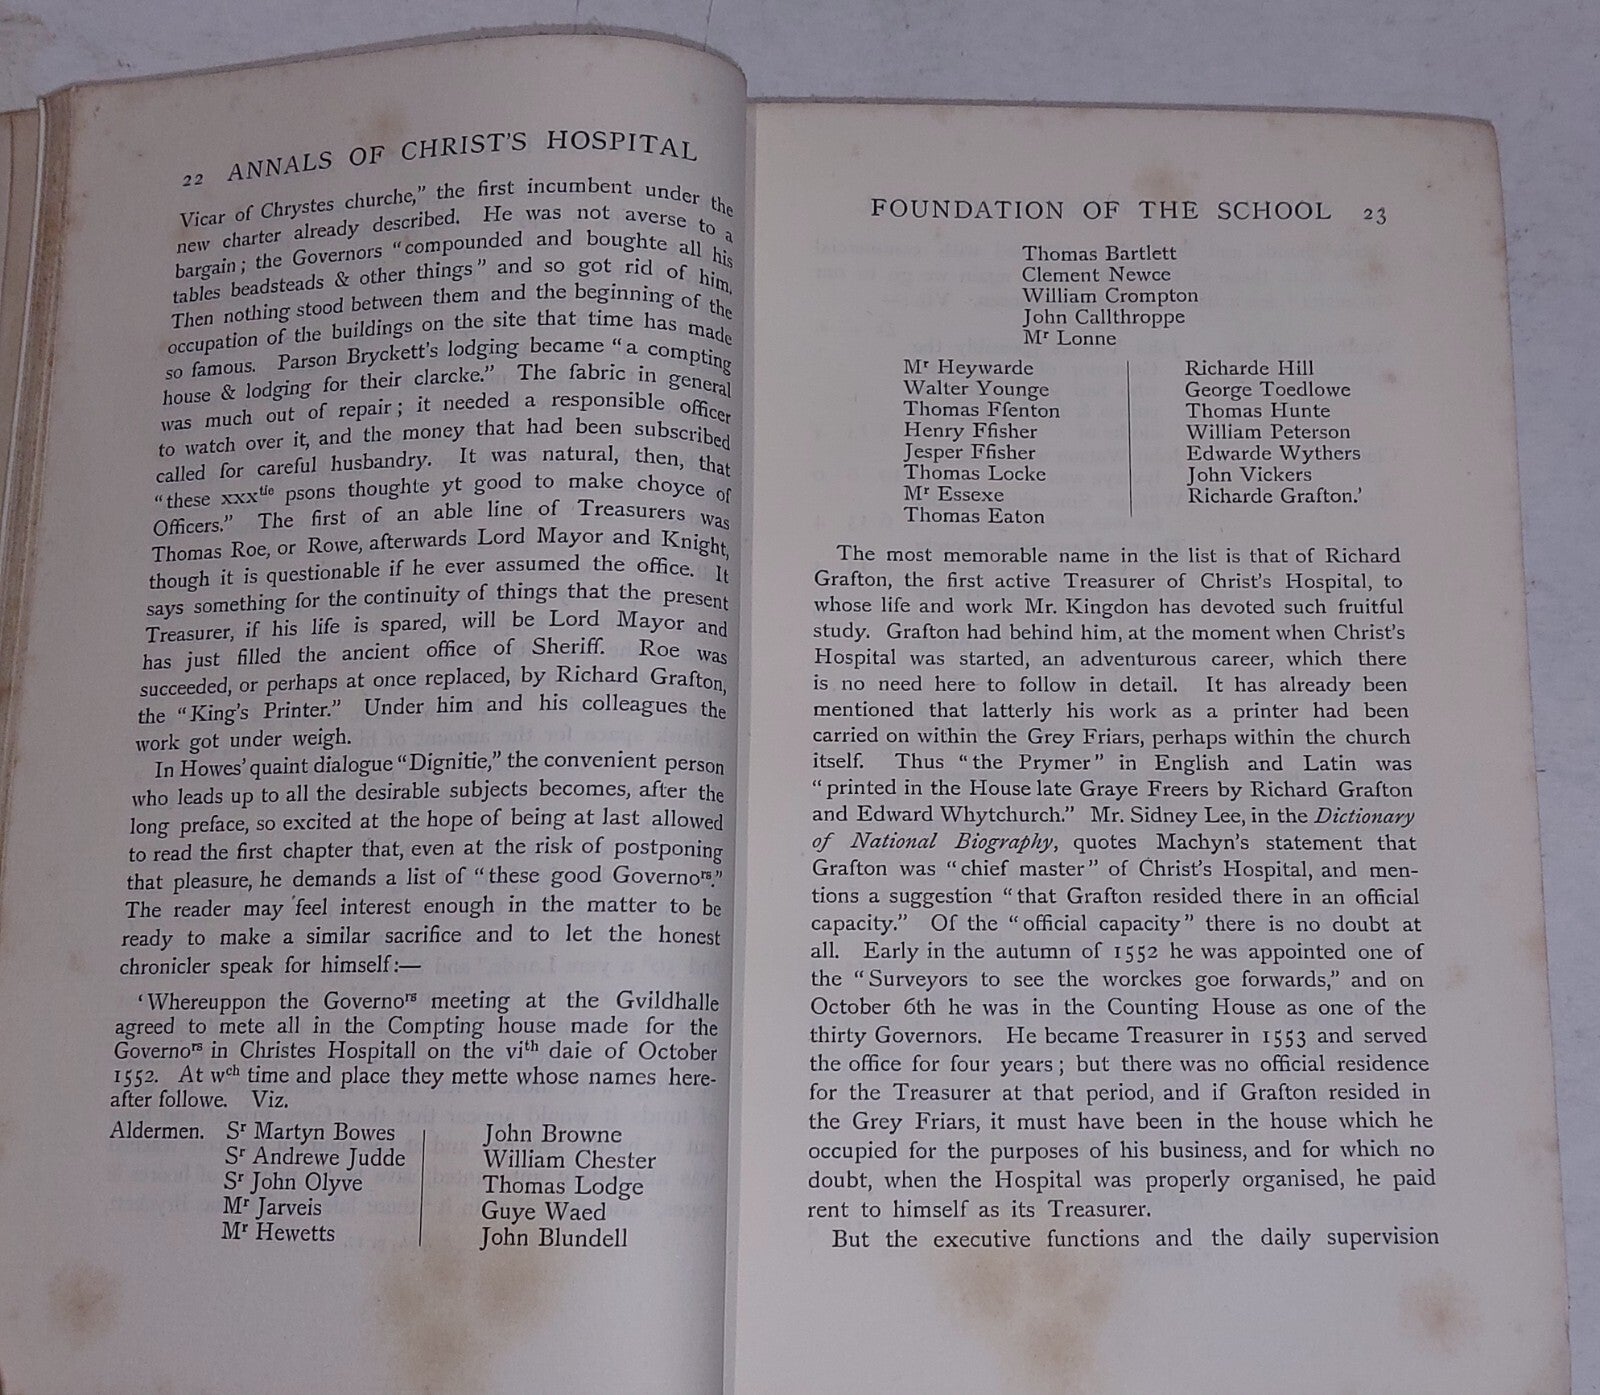 22 ANNALS OF CHRIST'S HOSPITAL
Vicar of Chrystes churche," the first incumbent under the
new charter already described. He was not averse to a
bargain; the Governors "compounded and boughte all his
tables beadsteads & other things" and so got rid of him.
Then nothing stood between them and the beginning of the
occupation of the buildings on the site that time has made
so famous. Parson Bryckett's lodging became "a compting
house & lodging for their clarcke." The fabric in general
was much out of repair; it needed a responsible officer
to watch over it, and the money that had been subscribed
called for careful husbandry. It was natural, then, that
"these xxxtie psons thoughte yt good to make choyce of
Officers." The first of an able line of Treasurers was
Thomas Roe, or Rowe, afterwards Lord Mayor and Knight,
though it is questionable if he ever assumed the office. It
says something for the continuity of things that the present
Treasurer, if his life is spared, will be Lord Mayor and
has just filled the ancient office of Sheriff. Roe was
succeeded, or perhaps at once replaced, by Richard Grafton,
the "King's Printer." Under him and his colleagues the
work got under weigh.
In Howes' quaint dialogue "Dignitie," the convenient person
who leads up to all the desirable subjects becomes, after the
long preface, so excited at the hope of being at last allowed
to read the first chapter that, even at the risk of postponing
that pleasure, he demands a list of "these good Governors."
The reader may feel interest enough in the matter to be
ready to make a similar sacrifice and to let the honest
chronicler speak for himself:—
'Whereuppon the Governors meeting at the Gvildhalle
agreed to mete all in the Compting house made for the
Governors in Christes Hospitall on the vith daie of October
1552. At wch time and place they mette whose names here-
after followe. Viz.
Aldermen. Sr Martyn Bowes
Sr Andrewe Judde
Sr John Olyve
Mr Jarveis
Mr Hewetts
John Browne
William Chester
Thomas Lodge
Guye Waed
John Blundell
FOUNDATION OF THE SCHOOL 23
Thomas Bartlett
Clement Newce
William Crompton
John Callthroppe
Mr Lonne
Mr Heywarde
Walter Younge
Thomas Ffenton
Henry Ffisher
Jesper Ffisher
Thomas Locke
Mr Essexe
Thomas Eaton
Richarde Hill
George Toedlowe
Thomas Hunte
William Peterson
Edwarde Wythers
John Vickers
Richarde Grafton.'
The most memorable name in the list is that of Richard
Grafton, the first active Treasurer of Christ's Hospital, to
whose life and work Mr. Kingdon has devoted such fruitful
study. Grafton had behind him, at the moment when Christ's
Hospital was started, an adventurous career, which there
is no need here to follow in detail. It has already been
mentioned that latterly his work as a printer had been
carried on within the Grey Friars, perhaps within the church
itself. Thus "the Prymer" in English and Latin was
"printed in the House late Graye Freers by Richard Grafton
and Edward Whytchurch." Mr. Sidney Lee, in the Dictionary
of National Biography, quotes Machyn's statement that
Grafton was "chief master" of Christ's Hospital, and men-
tions a suggestion "that Grafton resided there in an official
capacity." Of the "official capacity" there is no doubt at
all. Early in the autumn of 1552 he was appointed one of
the "Surveyors to see the worckes goe forwards," and on
October 6th he was in the Counting House as one of the
thirty Governors. He became Treasurer in 1553 and served
the office for four years; but there was no official residence
for the Treasurer at that period, and if Grafton resided in
the Grey Friars, it must have been in the house which he
occupied for the purposes of his business, and for which no
doubt, when the Hospital was properly organised, he paid
rent to himself as its Treasurer.
But the executive functions and the daily supervision